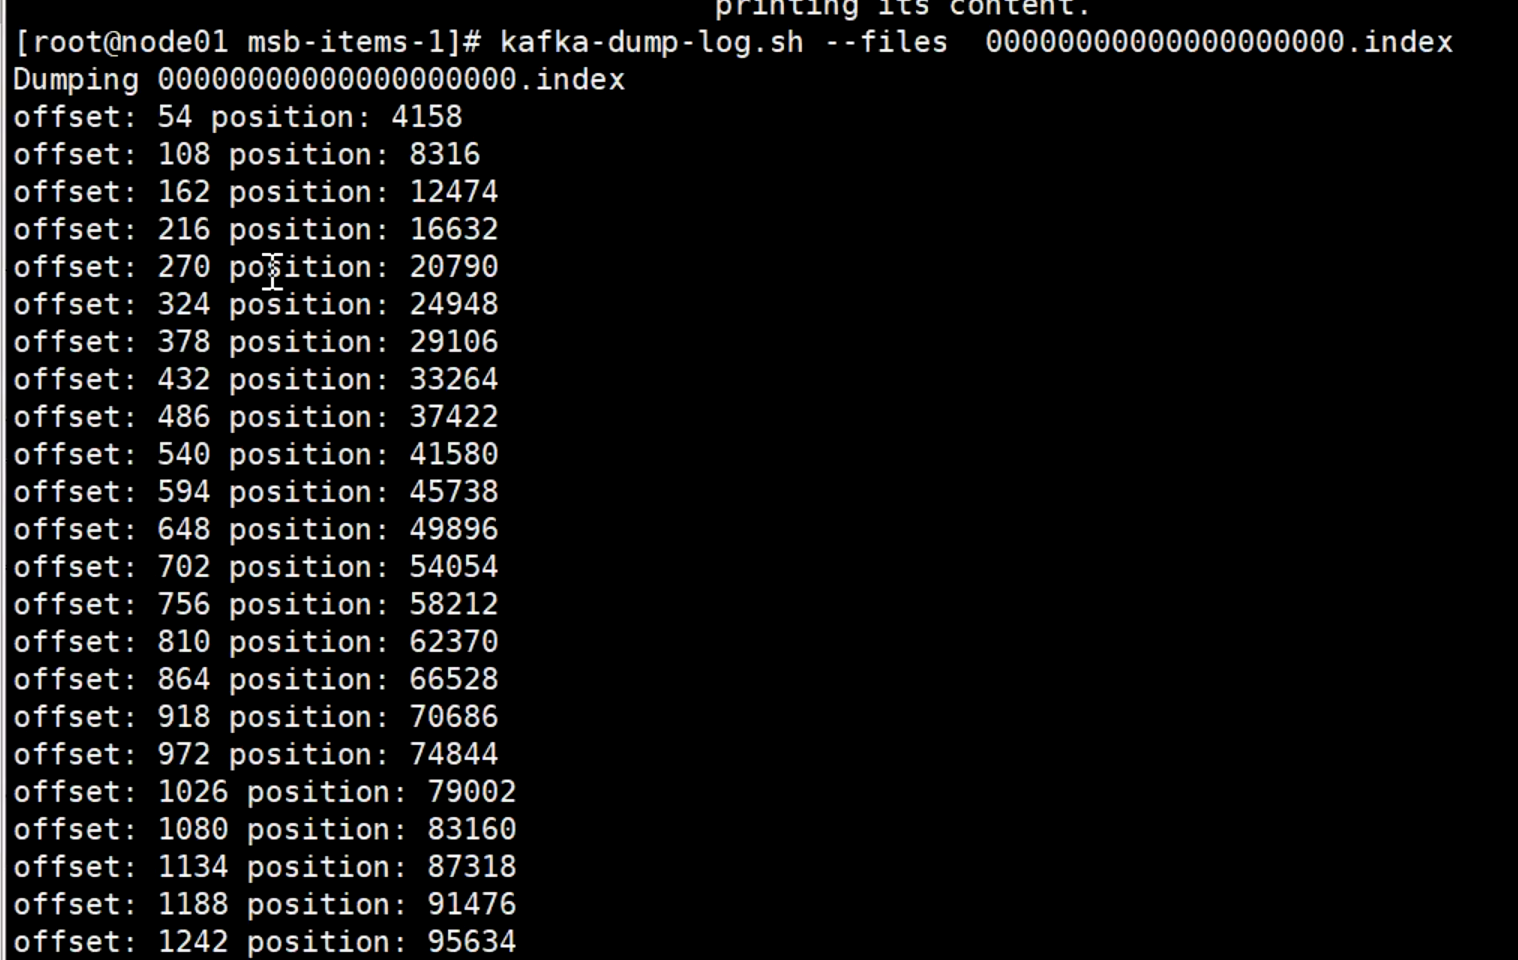 printing its content.
[root@node01 msb-items-1]# kafka-dump-log.sh --files  00000000000000000000.index
Dumping 00000000000000000000.index
offset: 54 position: 4158
offset: 108 position: 8316
offset: 162 position: 12474
offset: 216 position: 16632
offset: 270 position: 20790
offset: 324 position: 24948
offset: 378 position: 29106
offset: 432 position: 33264
offset: 486 position: 37422
offset: 540 position: 41580
offset: 594 position: 45738
offset: 648 position: 49896
offset: 702 position: 54054
offset: 756 position: 58212
offset: 810 position: 62370
offset: 864 position: 66528
offset: 918 position: 70686
offset: 972 position: 74844
offset: 1026 position: 79002
offset: 1080 position: 83160
offset: 1134 position: 87318
offset: 1188 position: 91476
offset: 1242 position: 95634